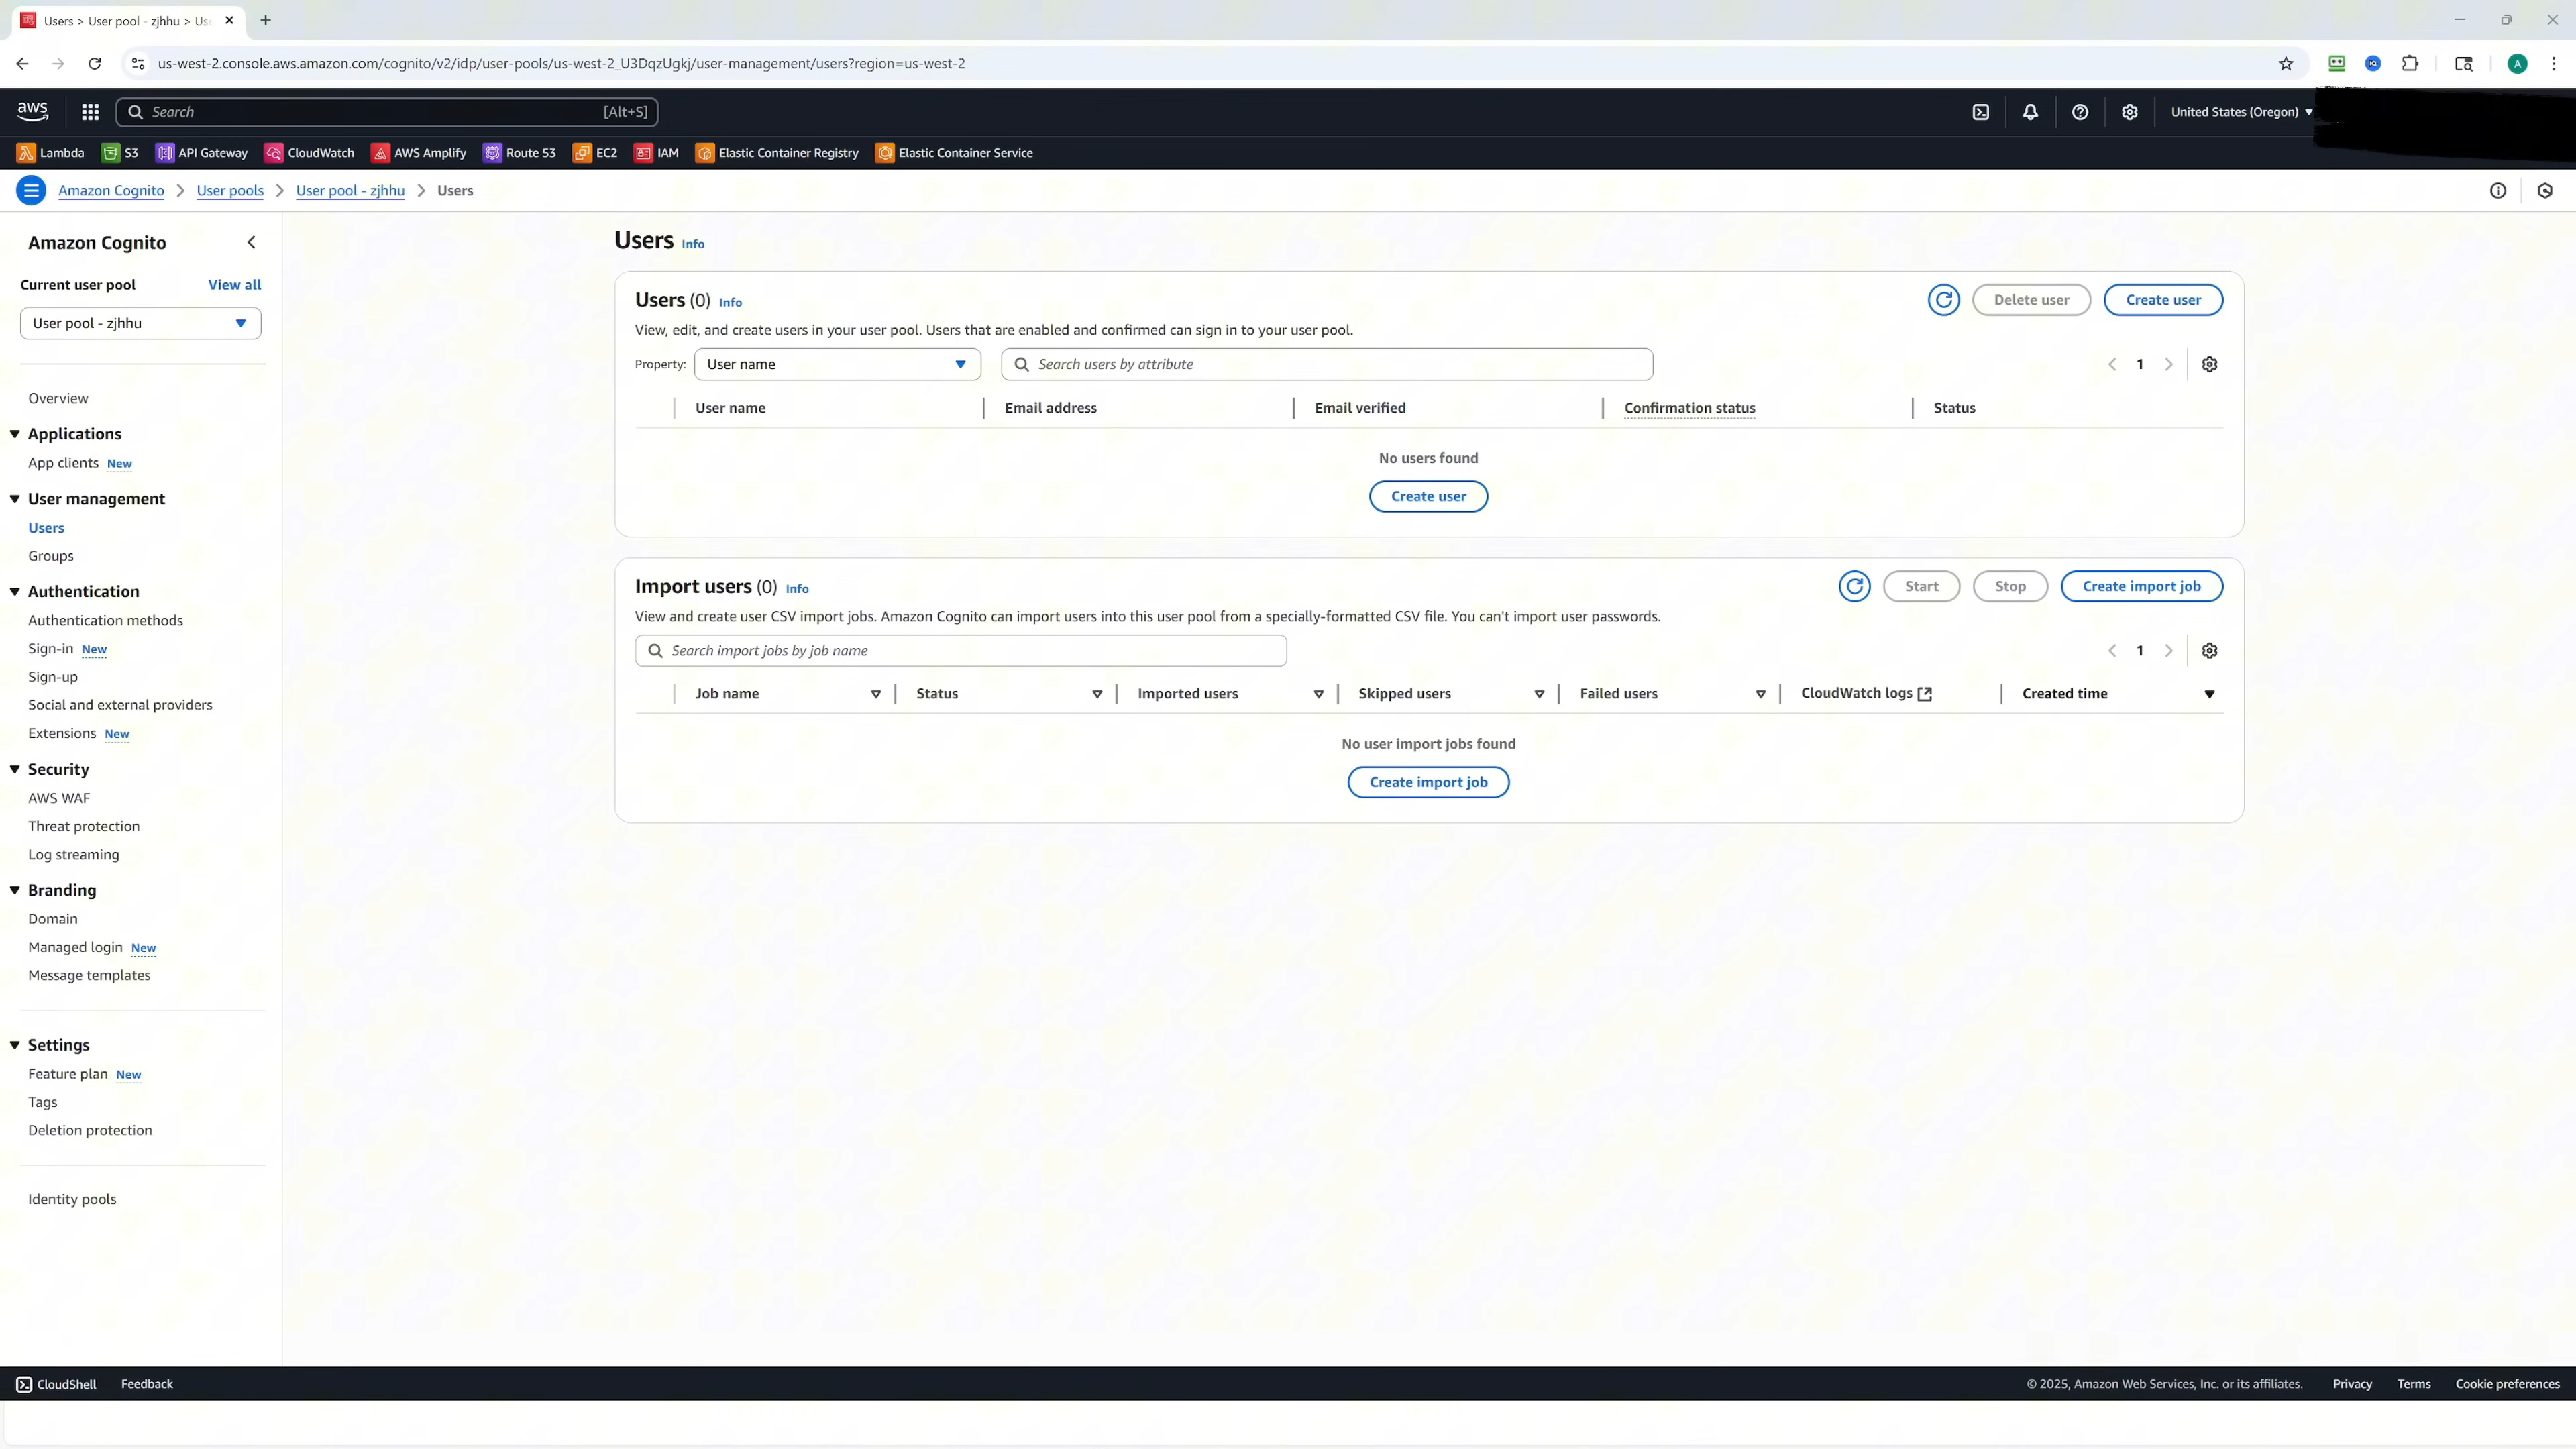 Users > User pool - zjhhu > Us
us-west-2.console.aws.amazon.com/cognito/v2/idp/user-pools/us-west-2_U3DqzUgkj/user-management/users?region=us-west-2
A
aws
Search [Alt+S]
United States (Oregon)
Lambda S3 API Gateway CloudWatch AWS Amplify Route 53 EC2 IAM Elastic Container Registry Elastic Container Service
Amazon Cognito > User pools > User pool - zjhhu > Users
Amazon Cognito
Current user pool View all
User pool - zjhhu
Overview
Applications
App clients New
User management
Users
Groups
Authentication
Authentication methods
Sign-in New
Sign-up
Social and external providers
Extensions New
Security
AWS WAF
Threat protection
Log streaming
Branding
Domain
Managed login New
Message templates
Settings
Feature plan New
Tags
Deletion protection
Identity pools
Users Info
Users (0) Info
Delete user Create user
View, edit, and create users in your user pool. Users that are enabled and confirmed can sign in to your user pool.
Property: User name Search users by attribute 1
User name Email address Email verified Confirmation status Status
No users found
Create user
Import users (0) Info
Start Stop Create import job
View and create user CSV import jobs. Amazon Cognito can import users into this user pool from a specially-formatted CSV file. You can't import user passwords.
Search import jobs by job name 1
Job name Status Imported users Skipped users Failed users CloudWatch logs Created time
No user import jobs found
Create import job
CloudShell Feedback © 2025, Amazon Web Services, Inc. or its affiliates. Privacy Terms Cookie preferences